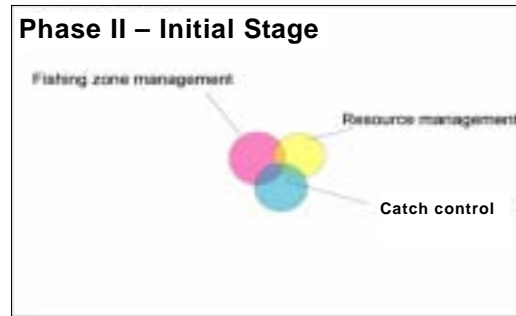 Phase II – Initial Stage
Fishing zone management
Resource management
Catch control